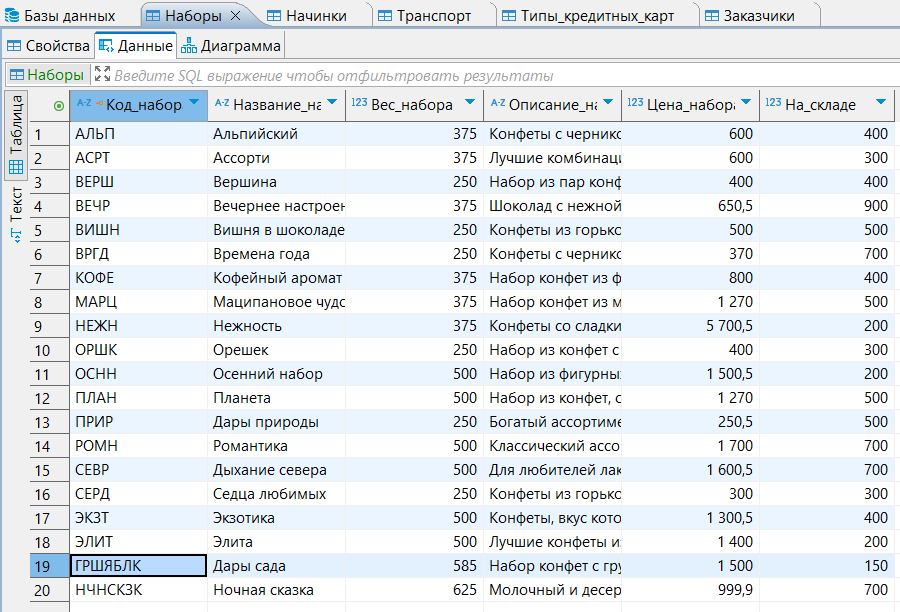 Базы данных Наборы Начинки Транспорт Типы_кредитных_карт Заказчики
Свойства Данные Диаграмма
Наборы Введите SQL выражение чтобы отфильтровать результаты
Таблица
Текст
A-Z Код_набор A-Z Название_на 123 Вес_набора A-Z Описание_на 123 Цена_набора 123 На_складе
1 АЛЬП Альпийский 375 Конфеты с чернико 600 400
2 АСРТ Ассорти 375 Лучшие комбинаци 600 300
3 ВЕРШ Вершина 250 Набор из пар конф 400 400
4 ВЕЧР Вечернее настроен 375 Шоколад с нежной 650,5 900
5 ВИШН Вишня в шоколаде 250 Конфеты из горько 500 500
6 ВРГД Времена года 250 Конфеты с чернико 370 700
7 КОФЕ Кофейный аромат 375 Набор конфет из ф 800 400
8 МАРЦ Маципановое чудо 375 Набор конфет из м 1 270 500
9 НЕЖН Нежность 375 Конфеты со сладки 5 700,5 200
10 ОРШК Орешек 250 Набор из конфет с 400 300
11 ОСНН Осенний набор 500 Набор из фигурны 1 500,5 200
12 ПЛАН Планета 500 Набор из конфет, с 1 270 500
13 ПРИР Дары природы 250 Богатый ассортиме 250,5 500
14 РОМН Романтика 500 Классический ассо 1 700 700
15 СЕВР Дыхание севера 500 Для любителей лак 1 600,5 700
16 СЕРД Седца любимых 250 Конфеты из горько 300 300
17 ЭКЗТ Экзотика 500 Конфеты, вкус кото 1 300,5 400
18 ЭЛИТ Элита 500 Лучшие конфеты и 1 400 200
19 ГРШЯБЛК Дары сада 585 Набор конфет с гру 1 500 150
20 НЧНСКЗК Ночная сказка 625 Молочный и десер 999,9 700